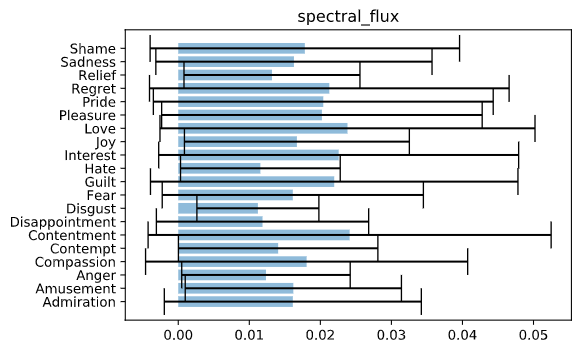 spectral_flux
Shame
Sadness
Relief
Regret
Pride
Pleasure
Love
Joy
Interest
Hate
Guilt
Fear
Disgust
Disappointment
Contentment
Contempt
Compassion
Anger
Amusement
Admiration
0.00 0.01 0.02 0.03 0.04 0.05